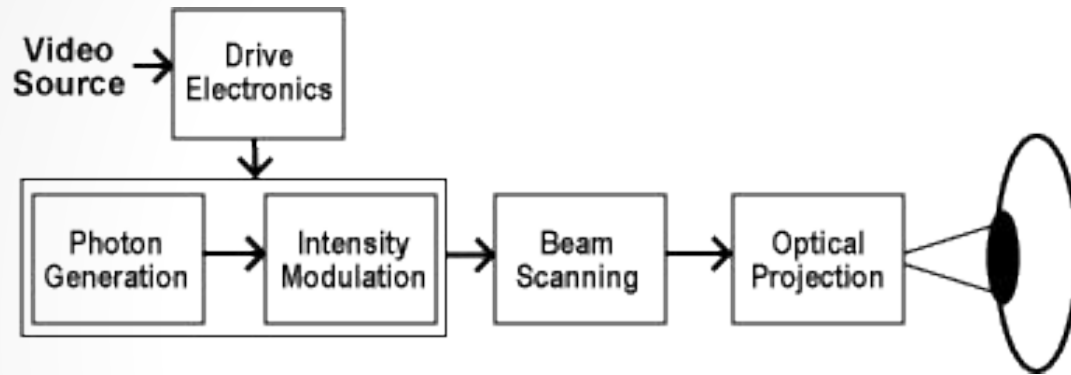 Video
Source
Drive
Electronics
Photon
Generation
Intensity
Modulation
Beam
Scanning
Optical
Projection